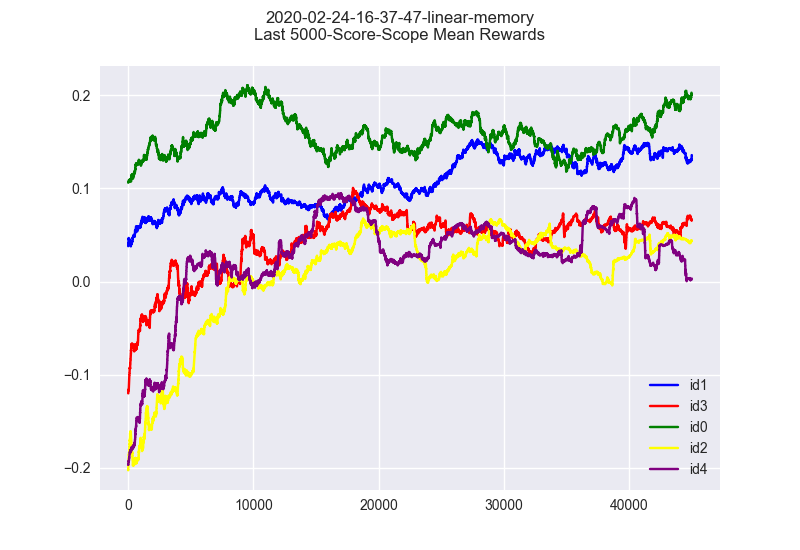 2020-02-24-16-37-47-linear-memory
Last 5000-Score-Scope Mean Rewards
0.2
0.1
0.0
−0.1
−0.2
0
10000
20000
30000
40000
id1
id3
id0
id2
id4